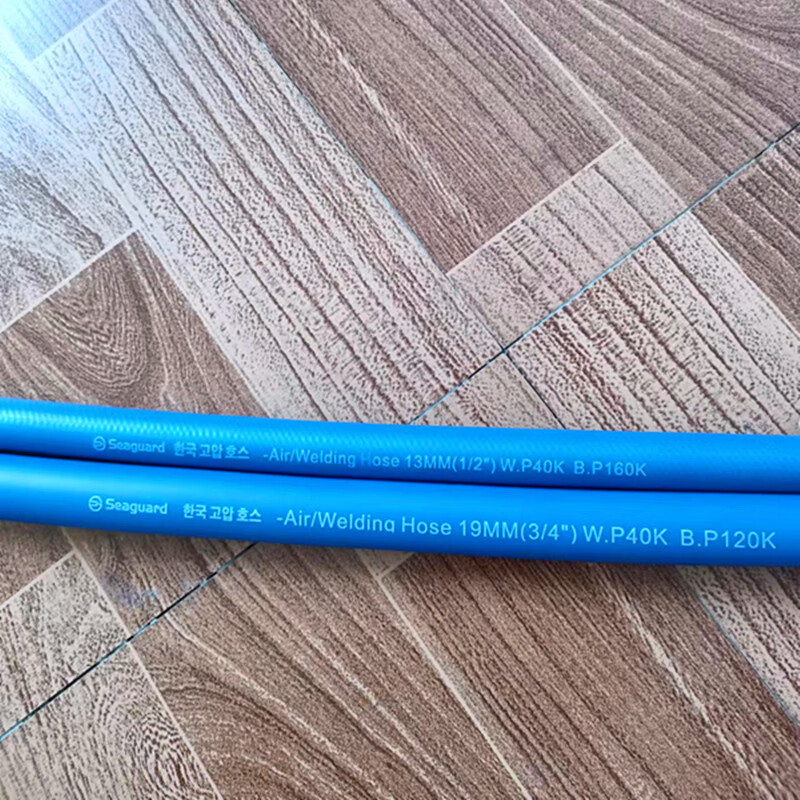 Seaguard 한국 고압 호스 -Air/Welding Hose 13MM(1/2") W.P40K B.P160K
Seaguard 한국 고압 호스 -Air/Welding Hose 19MM(3/4") W.P40K B.P120K